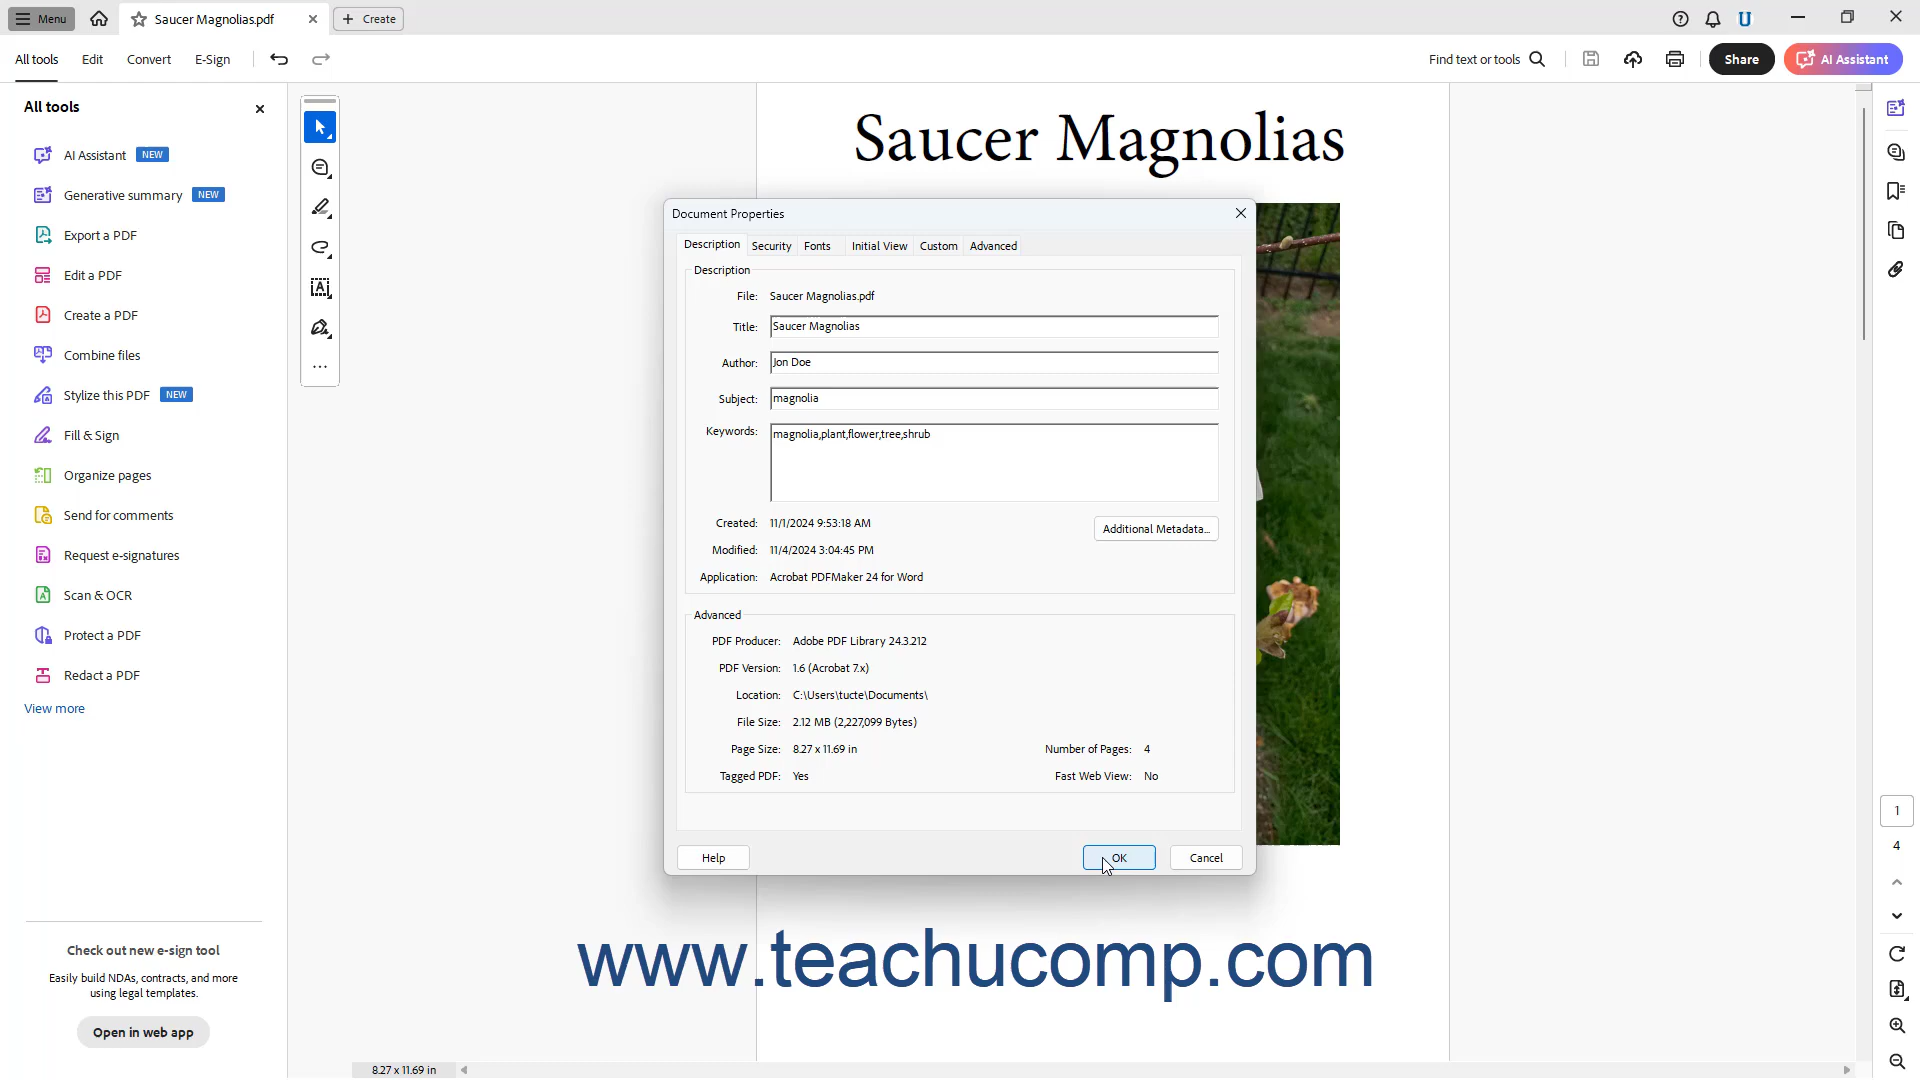 Menu
Saucer Magnolias.pdf
Create
All tools
Edit
Convert
E-Sign
Find text or tools
Share
AI Assistant
All tools
AI Assistant NEW
Generative summary NEW
Export a PDF
Edit a PDF
Create a PDF
Combine files
Stylize this PDF NEW
Fill & Sign
Organize pages
Send for comments
Request e-signatures
Scan & OCR
Protect a PDF
Redact a PDF
View more
Check out new e-sign tool
Easily build NDAs, contracts, and more
using legal templates.
Open in web app
Saucer Magnolias
Document Properties
Description Security Fonts Initial View Custom Advanced
Description
File: Saucer Magnolias.pdf
Title: Saucer Magnolias
Author: Jon Doe
Subject: magnolia
Keywords: magnolia,plant,flower,tree,shrub
Created: 11/1/2024 9:53:18 AM
Additional Metadata...
Modified: 11/4/2024 3:04:45 PM
Application: Acrobat PDFMaker 24 for Word
Advanced
PDF Producer: Adobe PDF Library 24.3.212
PDF Version: 1.6 (Acrobat 7.x)
Location: C:\Users\tucte\Documents\
File Size: 2.12 MB (2,227,099 Bytes)
Page Size: 8.27 x 11.69 in Number of Pages: 4
Tagged PDF: Yes Fast Web View: No
Help OK Cancel
www.teachucomp.com
8.27 x 11.69 in
1
4